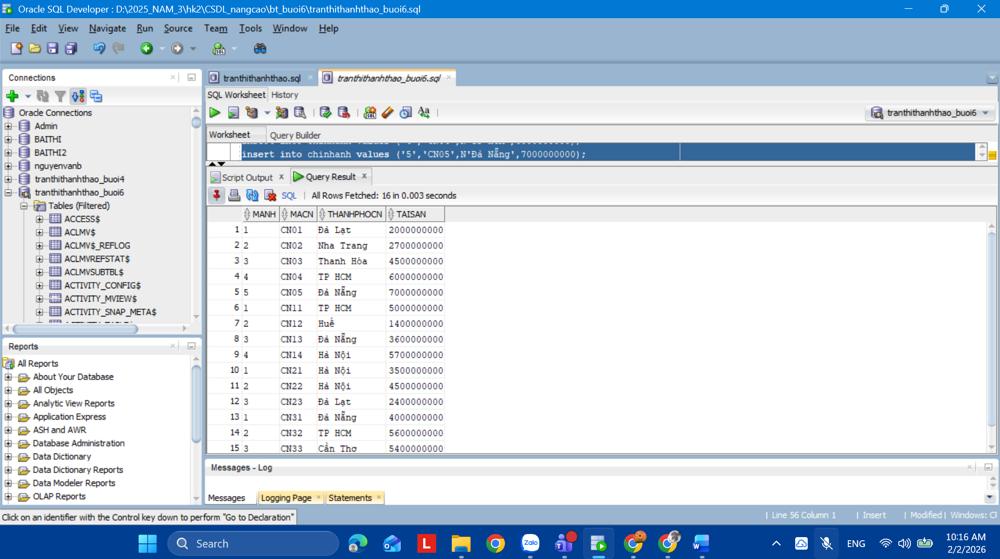 Oracle SQL Developer : D:\2025_NAM_3\hk2\CSDL_nangcao\bt_buoi6\tranthithanhthao_buoi6.sql
File Edit View Navigate Run Source Team Tools Window Help
Connections
Oracle Connections
Admin
BAITHI
BAITHI2
nguyenvanb
tranthithanhthao_buoi4
tranthithanhthao_buoi6
Tables (Filtered)
ACCESS$
ACLMV$
ACLMV$_REFLOG
ACLMVREFSTAT$
ACLMVSUBTBL$
ACTIVITY_CONFIG$
ACTIVITY_MVIEW$
ACTIVITY_SNAP_META$
Reports
All Reports
About Your Database
All Objects
Analytic View Reports
Application Express
ASH and AWR
Database Administration
Data Dictionary
Data Dictionary Reports
Data Modeler Reports
OLAP Reports
tranthithanhthao.sql tranthithanhthao_buoi6.sql
SQL Worksheet History
tranthithanhthao_buoi6
Worksheet Query Builder
insert into chinhanh values ('5','CN05',N'Đà Nẵng',7000000000);
Script Output Query Result
SQL All Rows Fetched: 16 in 0.003 seconds
MANH MACN THANHPHOCN TAISAN
1 1 CN01 Đà Lạt 2000000000
2 2 CN02 Nha Trang 2700000000
3 3 CN03 Thanh Hóa 4500000000
4 4 CN04 TP HCM 6000000000
5 5 CN05 Đà Nẵng 7000000000
6 1 CN11 TP HCM 5000000000
7 2 CN12 Huế 1400000000
8 3 CN13 Đà Nẵng 3600000000
9 4 CN14 Hà Nội 5700000000
10 1 CN21 Hà Nội 3500000000
11 2 CN22 Hà Nội 4500000000
12 3 CN23 Đà Lạt 2400000000
13 1 CN31 Đà Nẵng 4000000000
14 2 CN32 TP HCM 5600000000
15 3 CN33 Cần Thơ 5400000000
Messages - Log
Messages Logging Page Statements
Click on an identifier with the Control key down to perform "Go to Declaration"
Line 56 Column 1 Insert Modified Windows: CR
Search
Zalo
ENG
10:16 AM
2/2/2026